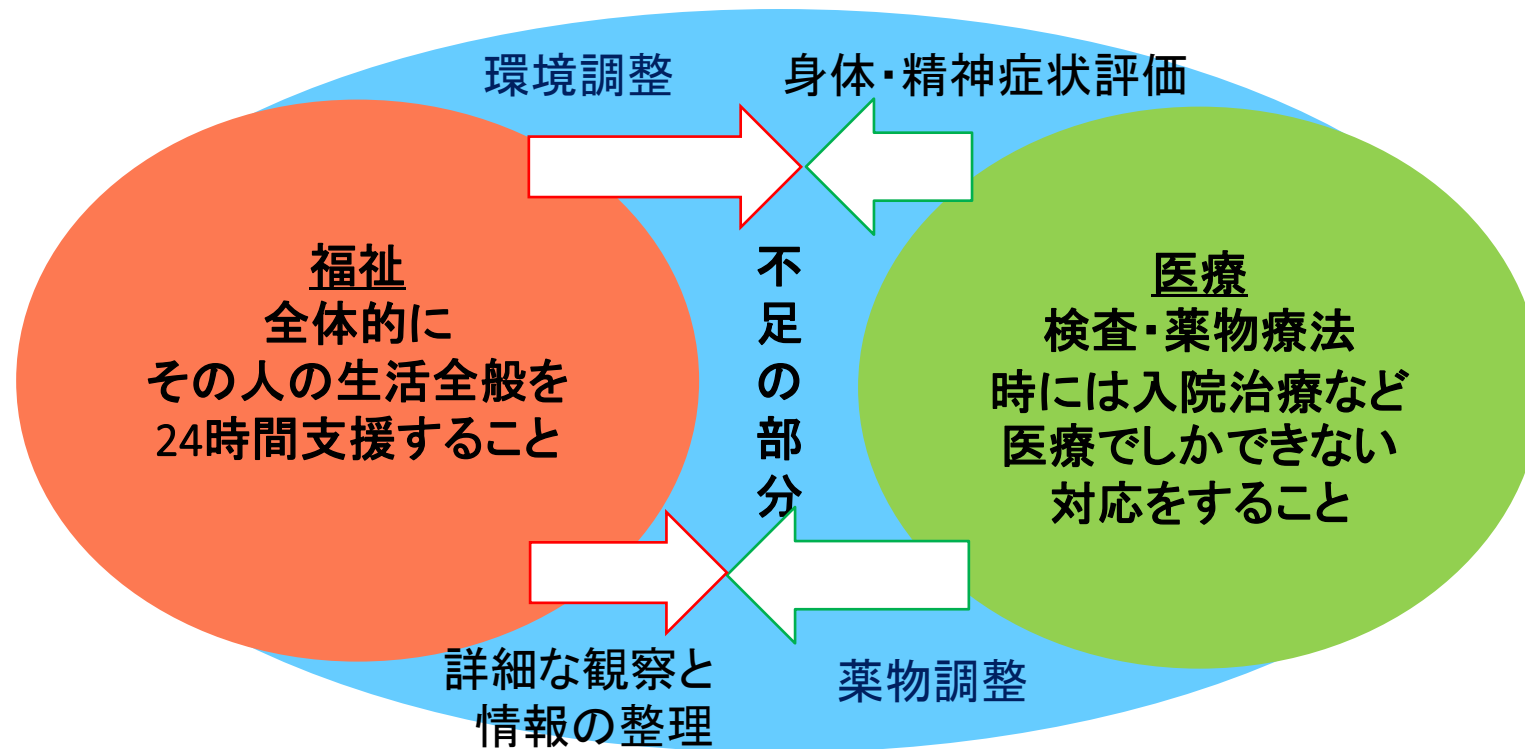 環境調整
身体・精神症状評価
福祉
全体的に
その人の生活全般を
24時間支援すること
不足の部分
医療
検査・薬物療法
時には入院治療など
医療でしかできない
対応をすること
詳細な観察と
情報の整理
薬物調整